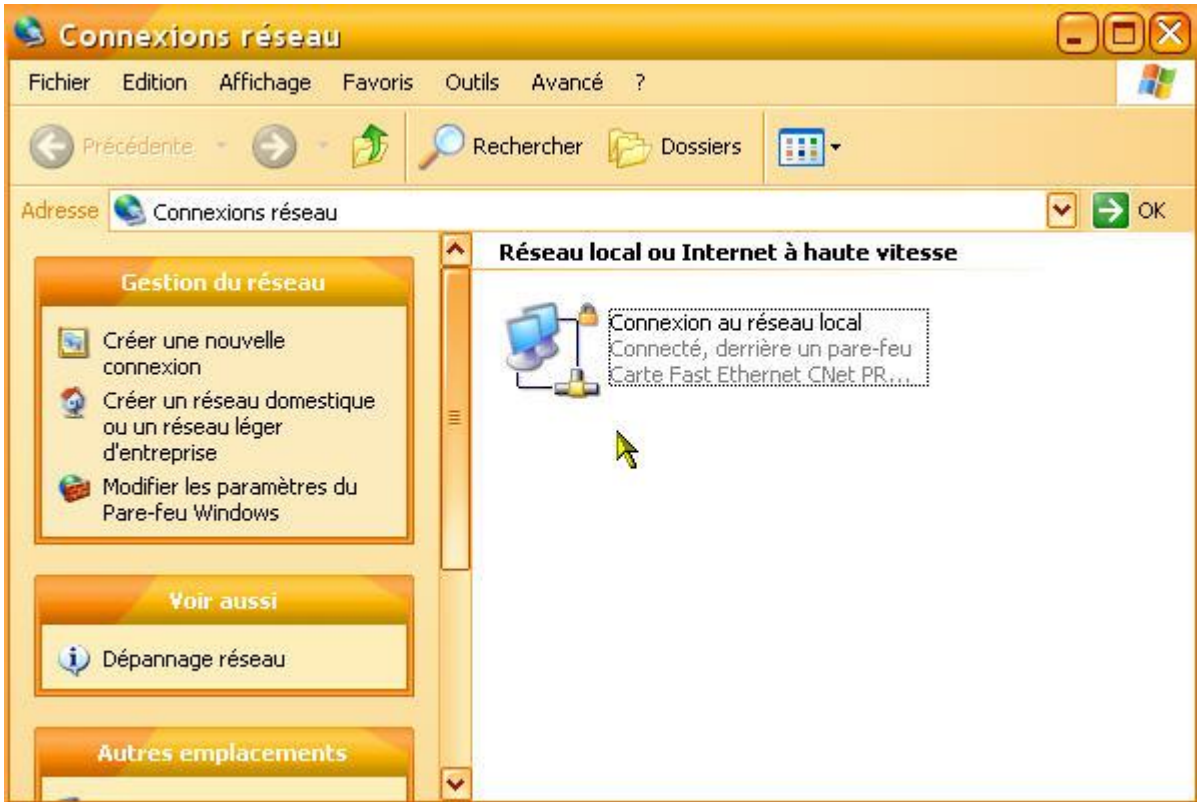 Connexions réseau
Fichier Edition Affichage Favoris Outils Avancé ?
Précédente Rechercher Dossiers
Adresse Connexions réseau OK
Gestion du réseau
Créer une nouvelle
connexion
Créer un réseau domestique
ou un réseau léger
d'entreprise
Modifier les paramètres du
Pare-feu Windows
Voir aussi
Dépannage réseau
Autres emplacements
Réseau local ou Internet à haute vitesse
Connexion au réseau local
Connecté, derrière un pare-feu
Carte Fast Ethernet CNet PR...